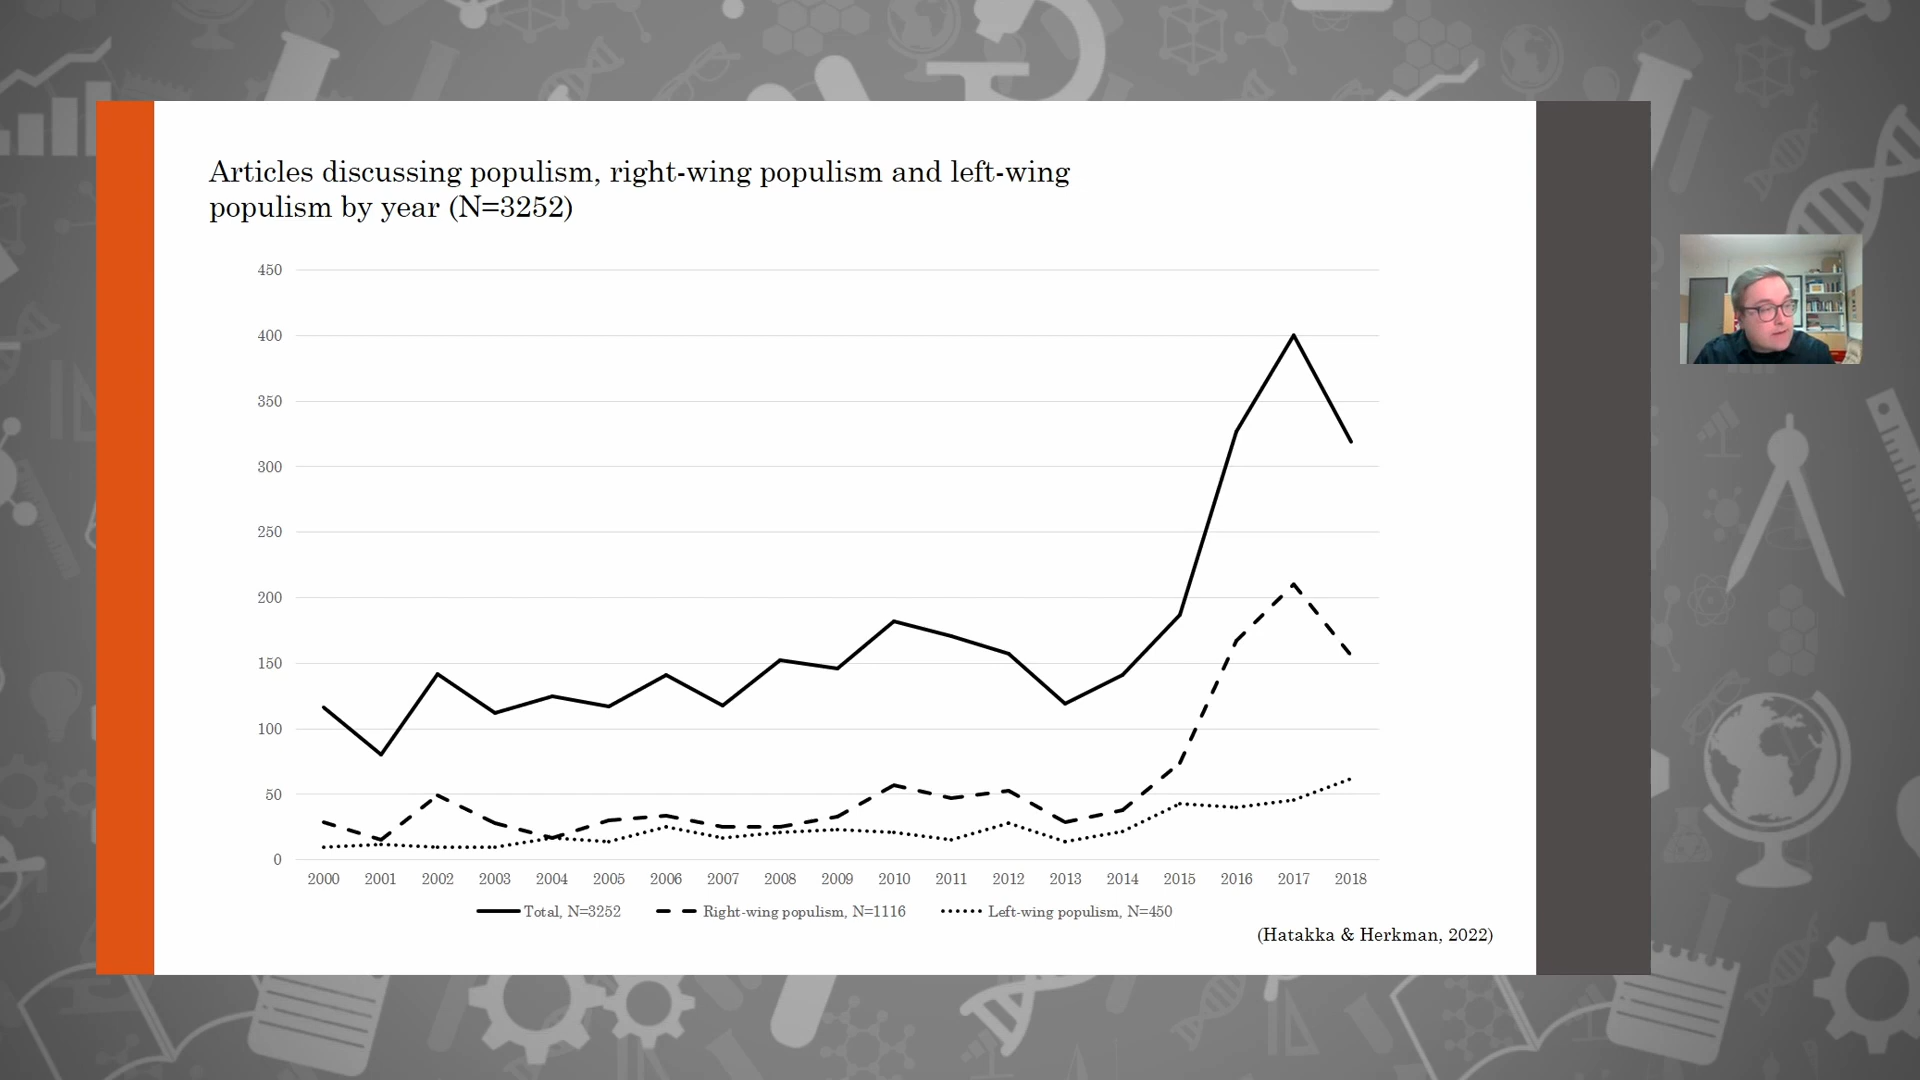 Articles discussing populism, right-wing populism and left-wing
populism by year (N=3252)
450
400
350
300
250
200
150
100
50
0
2000 2001 2002 2003 2004 2005 2006 2007 2008 2009 2010 2011 2012 2013 2014 2015 2016 2017 2018
Total, N=3252 Right-wing populism, N=1116 Left-wing populism, N=450
(Hatakka & Herkman, 2022)